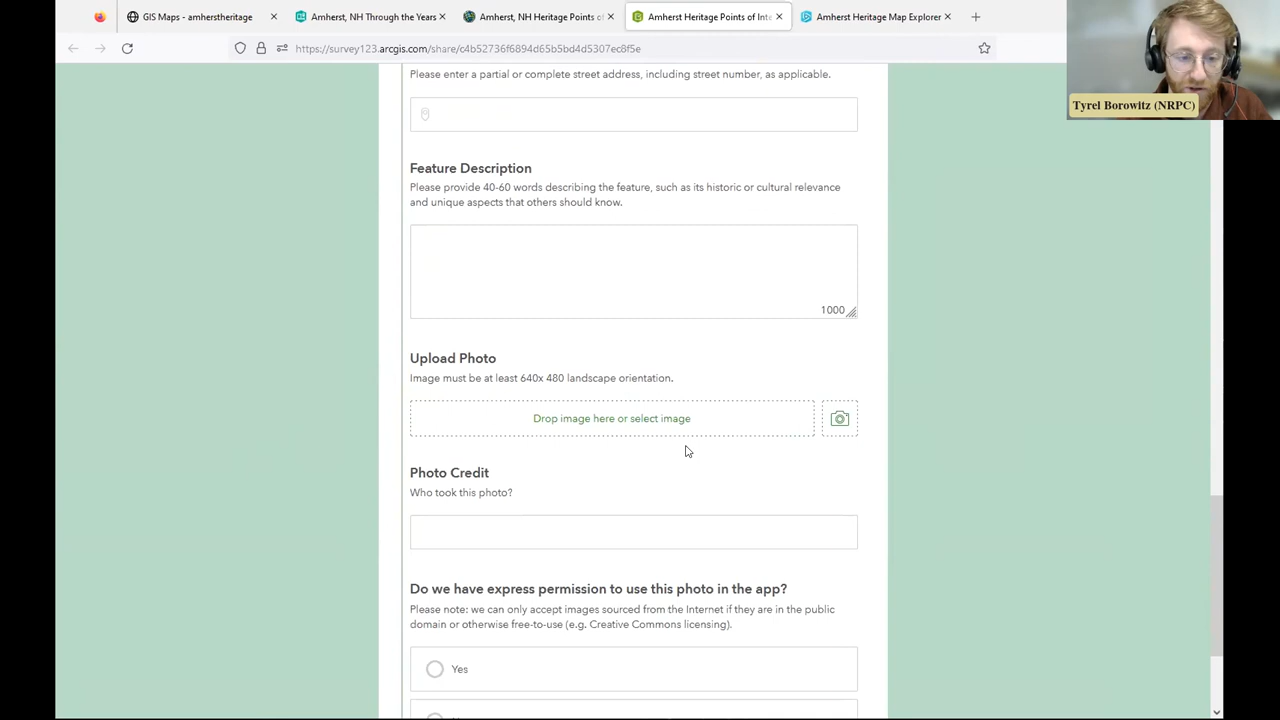 GIS Maps - amherstheritage
Amherst, NH Through the Years
Amherst, NH Heritage Points of
Amherst Heritage Points of Inte
Amherst Heritage Map Explorer
https://survey123.arcgis.com/share/c4b52736f6894d65b5bd4d5307ec8f5e
Tyrel Borowitz (NRPC)
Please enter a partial or complete street address, including street number, as applicable.
Feature Description
Please provide 40-60 words describing the feature, such as its historic or cultural relevance
and unique aspects that others should know.
1000
Upload Photo
Image must be at least 640x 480 landscape orientation.
Drop image here or select image
Photo Credit
Who took this photo?
Do we have express permission to use this photo in the app?
Please note: we can only accept images sourced from the Internet if they are in the public
domain or otherwise free-to-use (e.g. Creative Commons licensing).
Yes